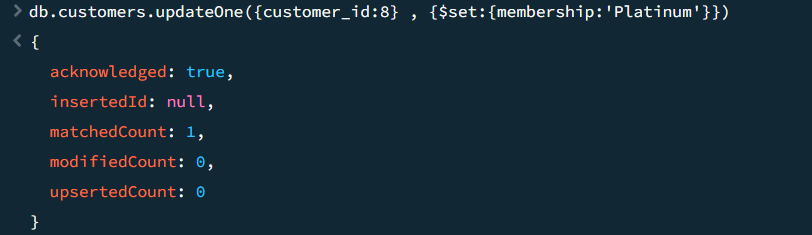 > db.customers.updateOne({customer_id:8} , {$set:{membership:'Platinum'}})
< {
acknowledged: true,
insertedId: null,
matchedCount: 1,
modifiedCount: 0,
upsertedCount: 0
}